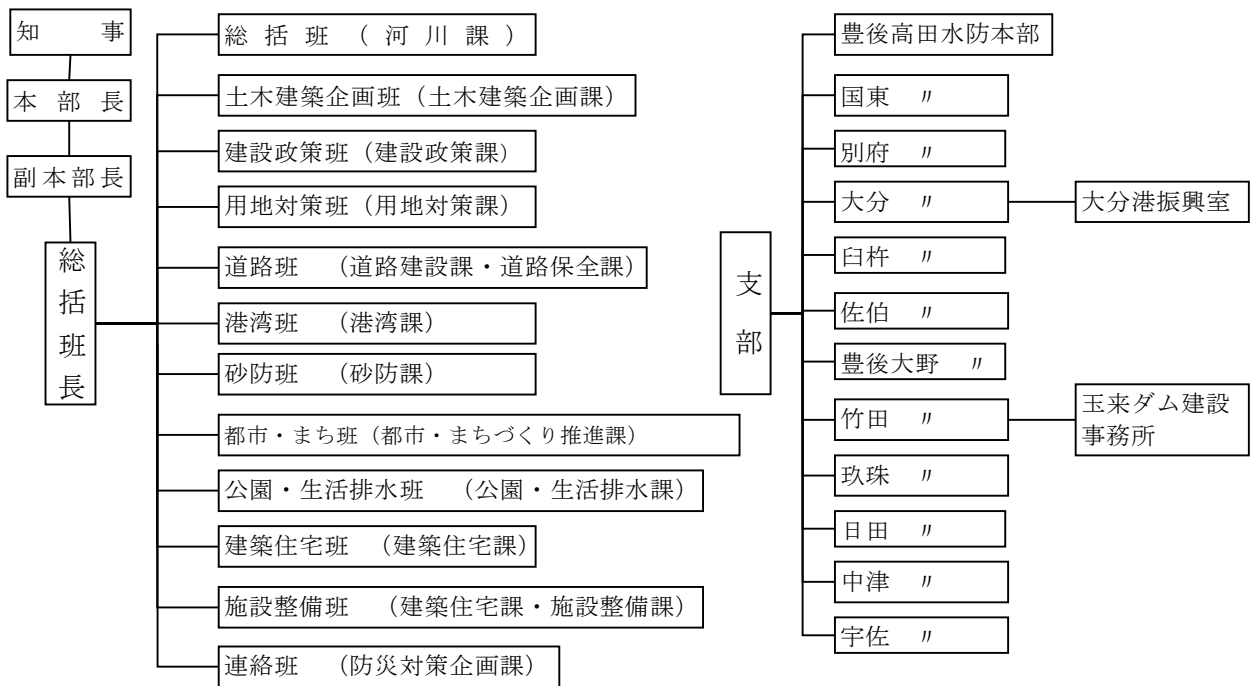 知　　事
本　部　長
副本部長
総括班長
総　括　班　（　河　川　課　）
土木建築企画班（土木建築企画課）
建設政策班（建設政策課）
用地対策班（用地対策課）
道路班　（道路建設課・道路保全課）
港湾班　（港湾課）
砂防班　（砂防課）
都市・まち班（都市・まちづくり推進課）
公園・生活排水班　（公園・生活排水課）
建築住宅班　（建築住宅課）
施設整備班　（建築住宅課・施設整備課）
連絡班　（防災対策企画課）
支部
豊後高田水防本部
国東　〃
別府　〃
大分　〃
大分港振興室
臼杵　〃
佐伯　〃
豊後大野　〃
竹田　〃
玉来ダム建設
事務所
玖珠　〃
日田　〃
中津　〃
宇佐　〃